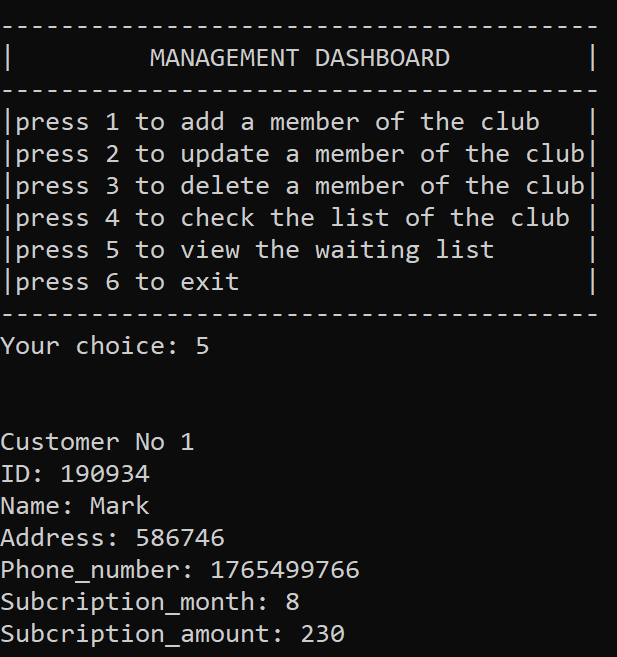 ----------------------------------------
|         MANAGEMENT DASHBOARD         |
----------------------------------------
|press 1 to add a member of the club   |
|press 2 to update a member of the club|
|press 3 to delete a member of the club|
|press 4 to check the list of the club |
|press 5 to view the waiting list      |
|press 6 to exit                       |
----------------------------------------
Your choice: 5
Customer No 1
ID: 190934
Name: Mark
Address: 586746
Phone_number: 1765499766
Subcription_month: 8
Subcription_amount: 230